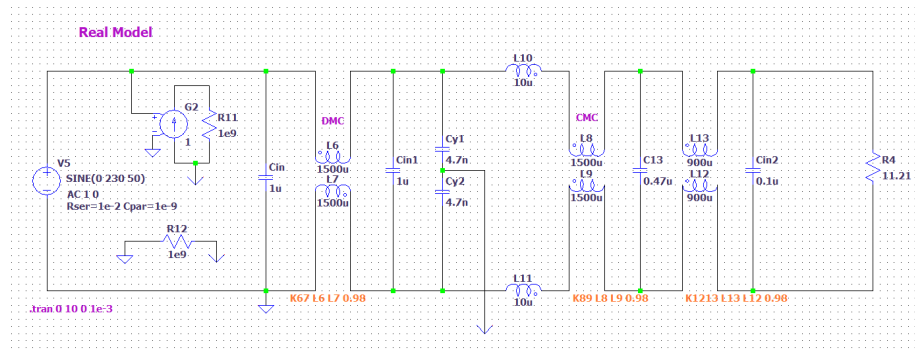 Real Model
L10
10u
G2
R11
1
1e9
DMC
CMC
Cy1
4.7n
L6
1500u
L7
1500u
L8
1500u
L9
1500u
L13
900u
L12
900u
V5
SINE(0 230 50)
AC 1 0
Rser=1e-2 Cpar=1e-9
Cin
1u
Cin1
1u
Cy2
4.7n
C13
0.47u
Cin2
0.1u
R4
11.21
R12
1e9
L11
10u
.tran 0 10 0 1e-3
K67 L6 L7 0.98
K89 L8 L9 0.98
K1213 L13 L12 0.98